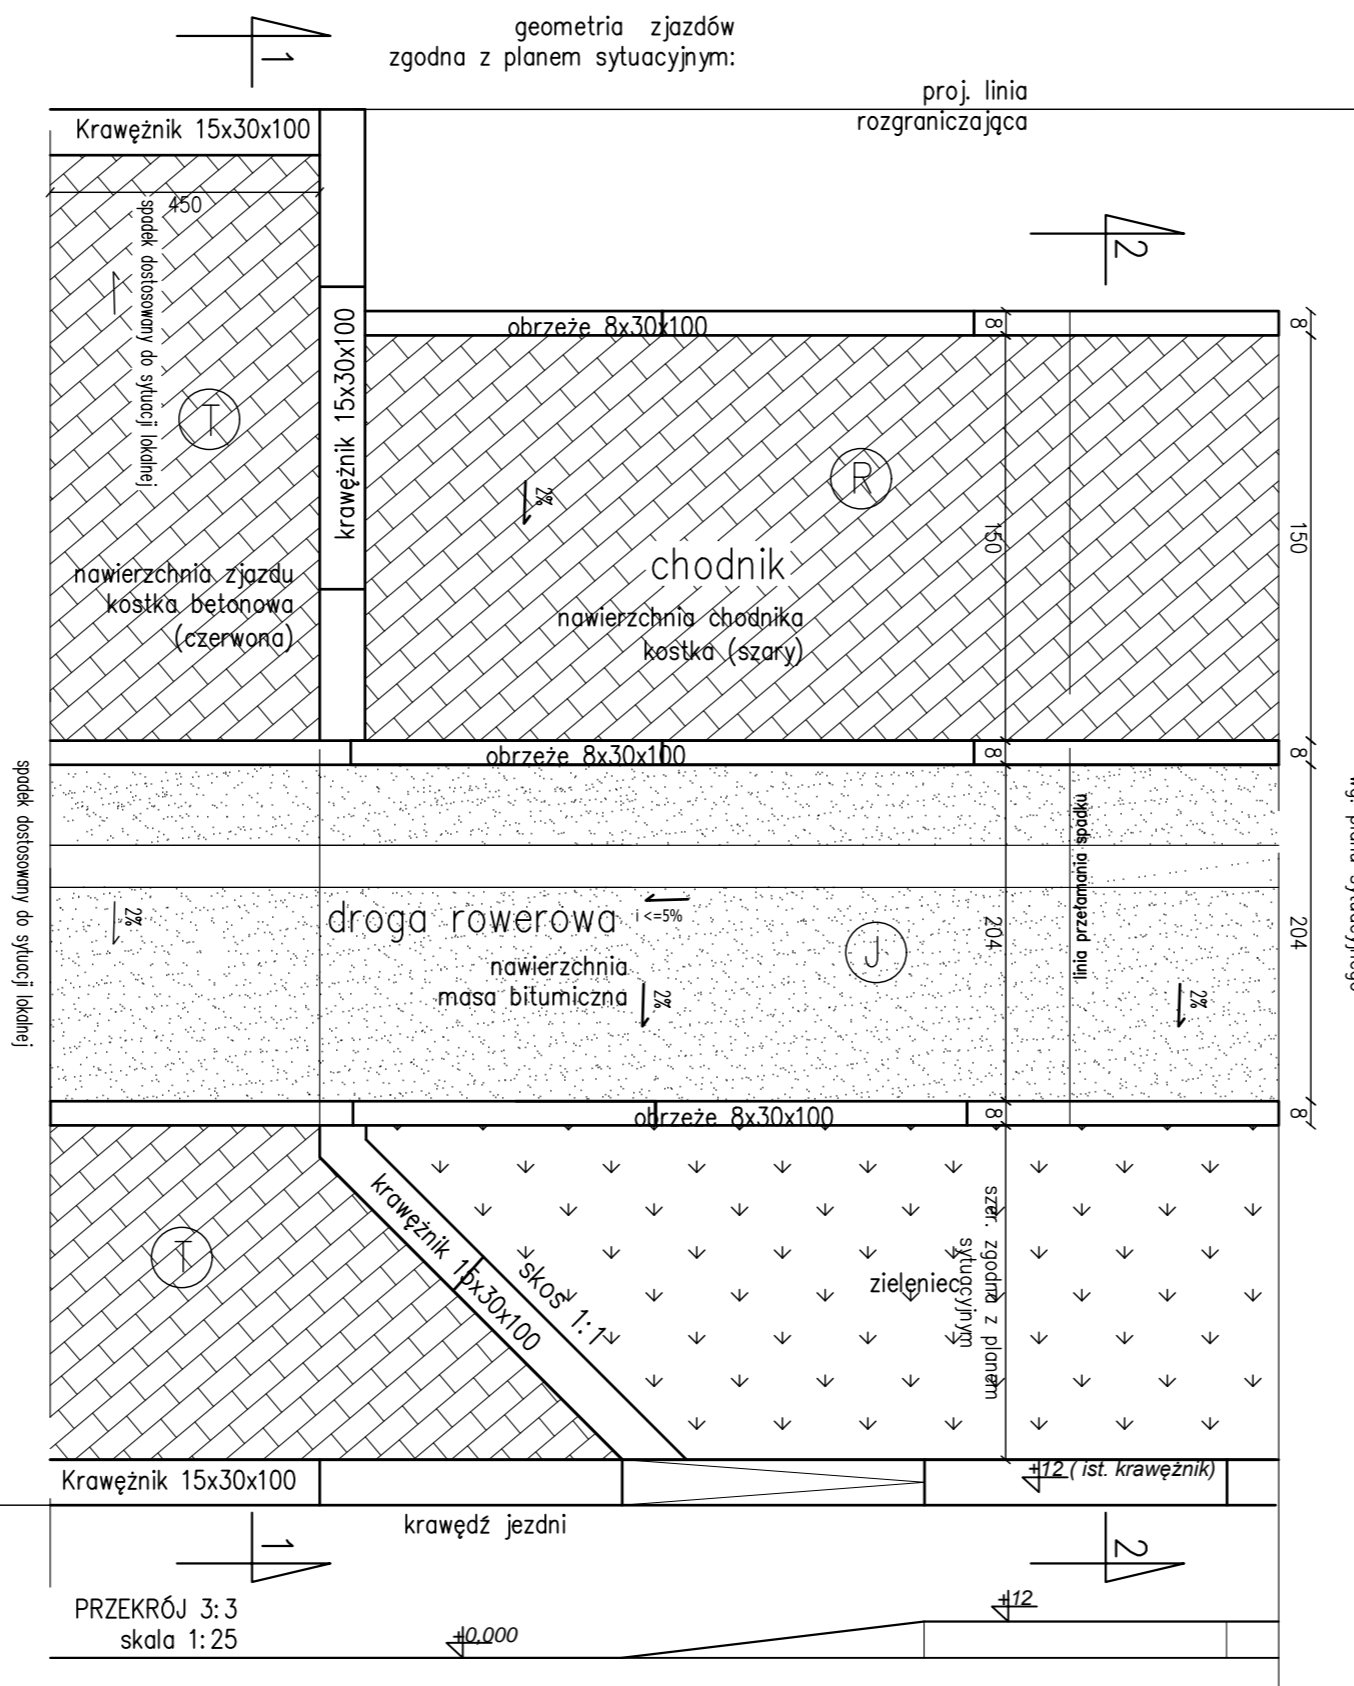 geometria zjazdów
zgodna z planem sytuacyjnym:
1
proj. linia
rozgraniczająca
Krawężnik 15x30x100
450
spadek dostosowany do sytuacji lokalnej
2
krawężnik 15x30x100
obrzeże 8x30x100
8
8
T
R
2%
150
150
chodnik
nawierzchnia zjazdu
kostka betonowa
(czerwona)
nawierzchnia chodnika
kostka (szary)
obrzeże 8x30x100
8
8
spadek dostosowany do sytuacji lokalnej
linia przełamania spadku
droga rowerowa
i <=5%
2%
J
204
204
nawierzchnia
masa bitumiczna
2%
2%
obrzeże 8x30x100
8
8
krawężnik 15x30x100
skos 1:1
T
zieleniec
szer. zgodna z planem
sytuacyjnym
Krawężnik 15x30x100
+12 ( ist. krawężnik)
krawędź jezdni
1
2
PRZEKRÓJ 3:3
skala 1:25
+0,000
+12